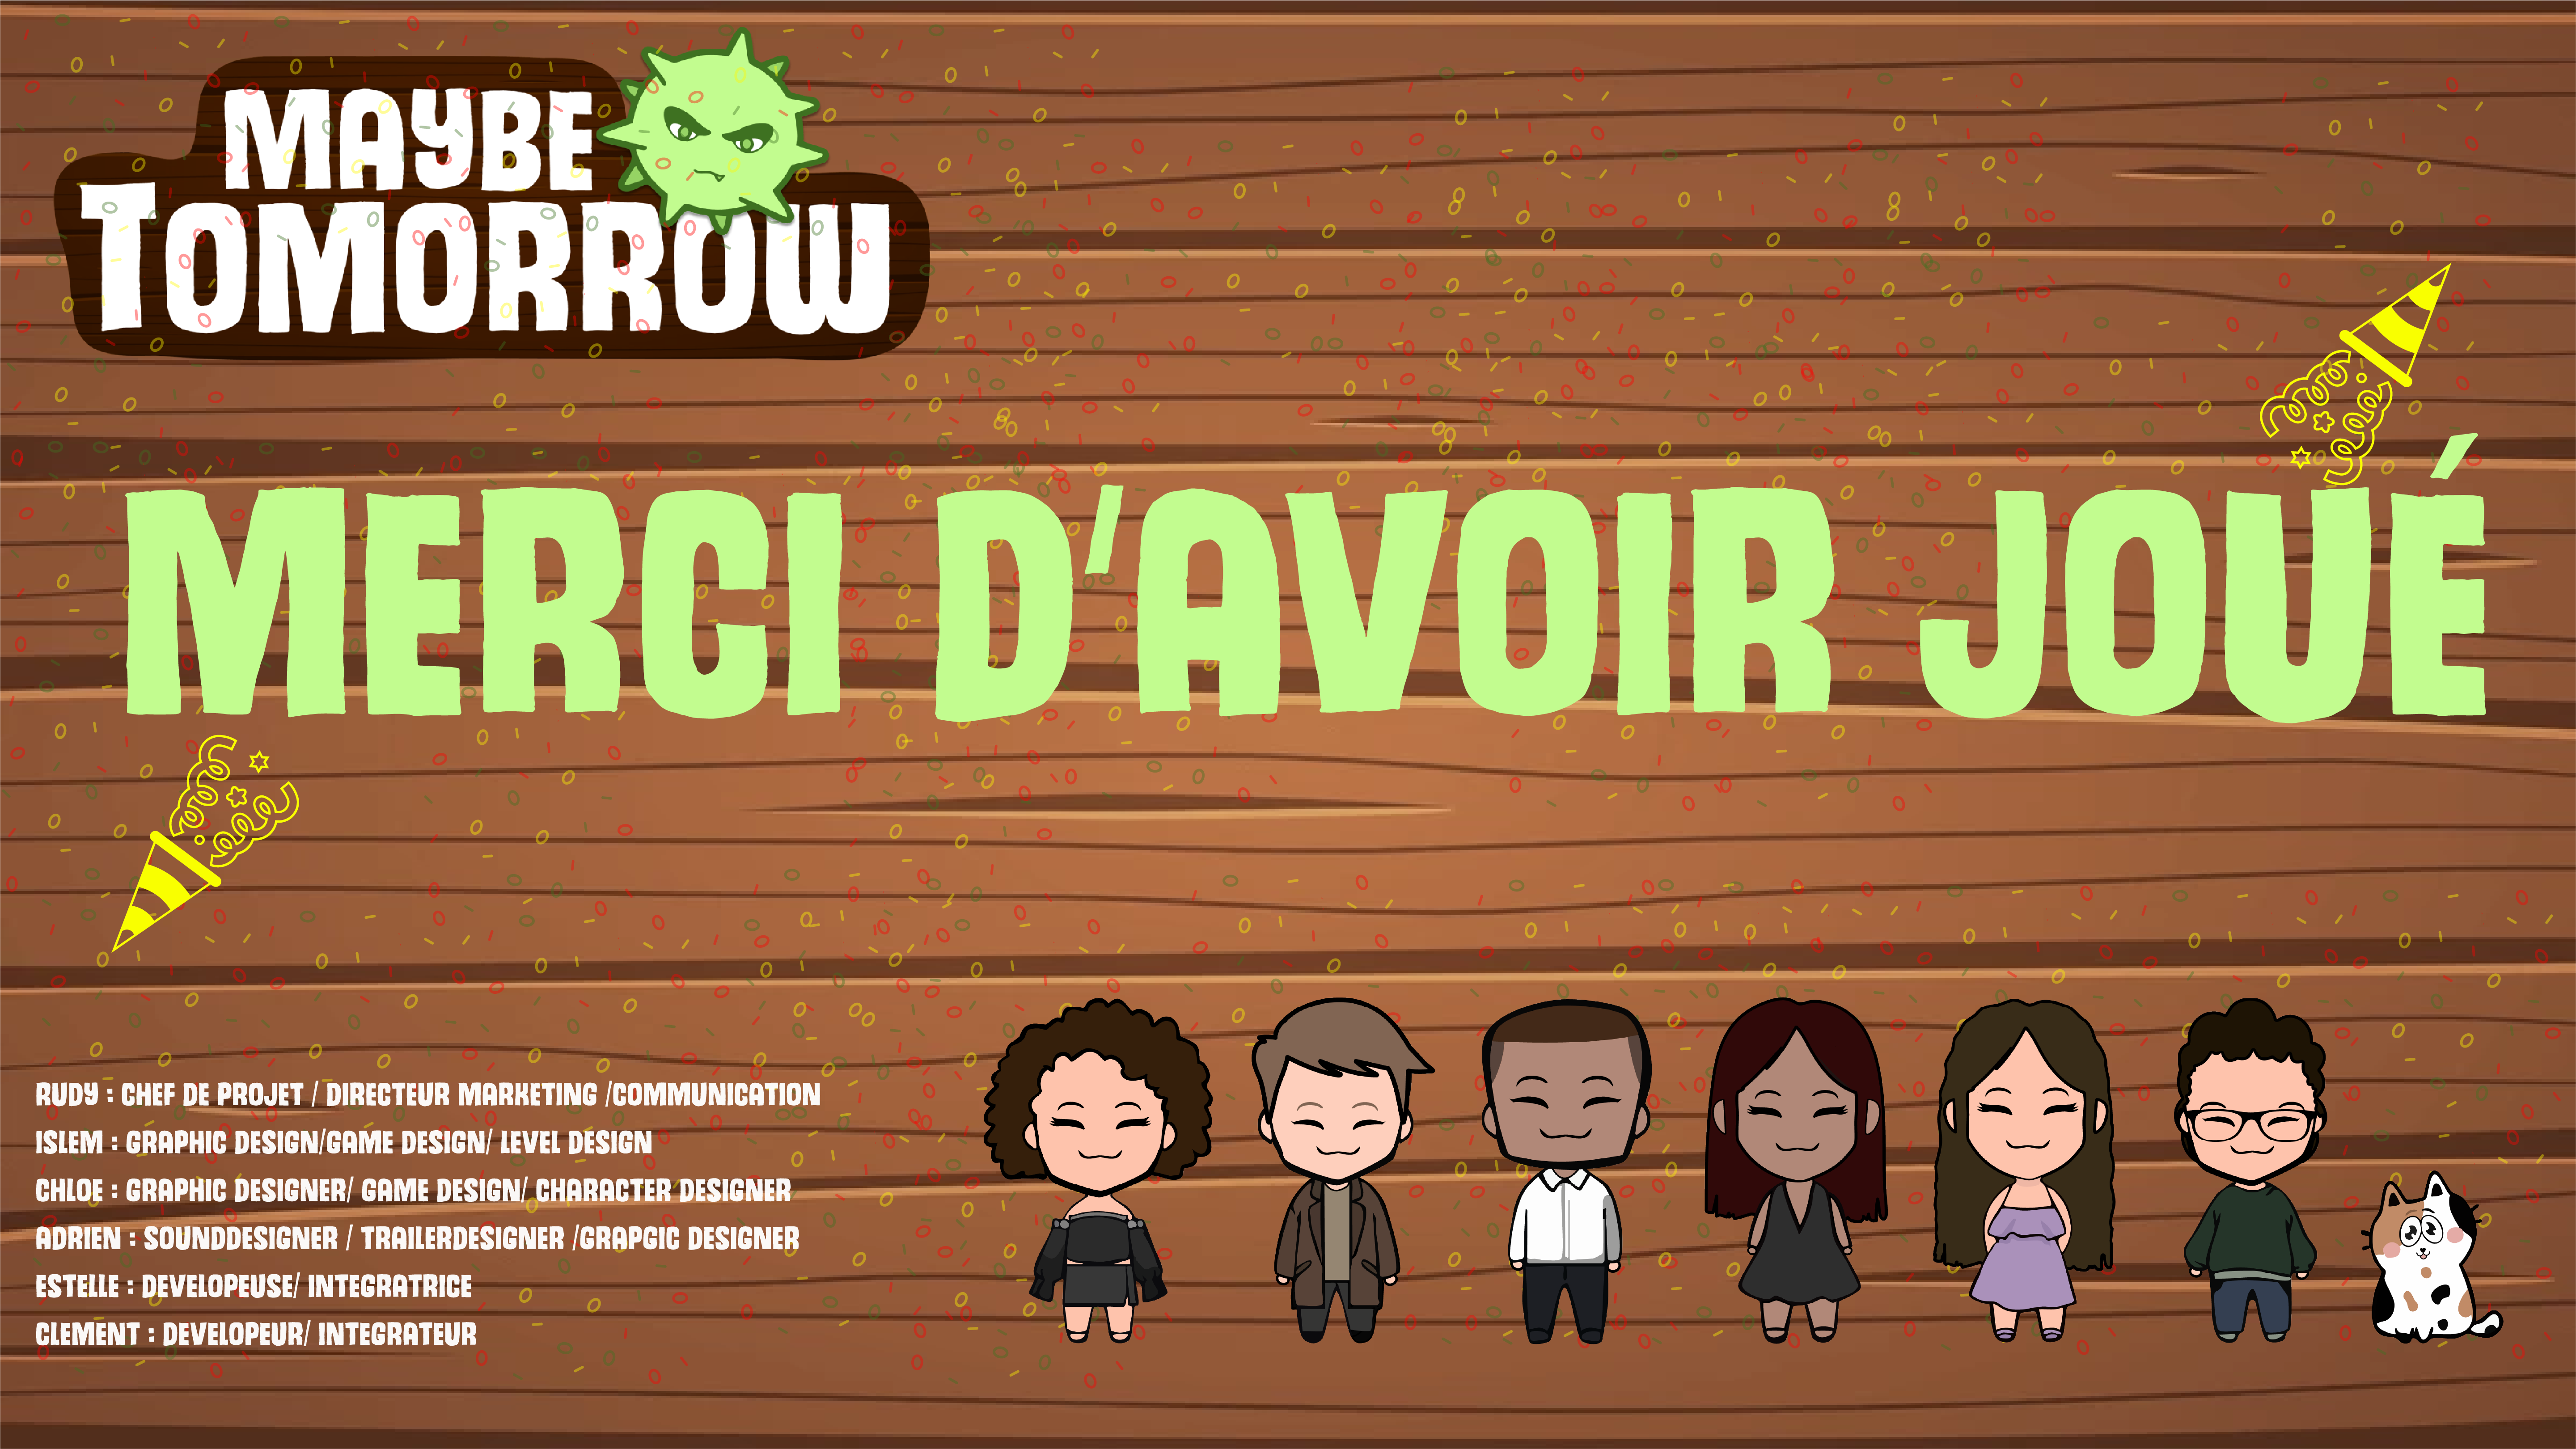 MAYBE
TOMORROW
MERCI D'AVOIR JOUÉ
RUDY : CHEF DE PROJET / DIRECTEUR MARKETING /COMMUNICATION
ISLEM : GRAPHIC DESIGN/GAME DESIGN/ LEVEL DESIGN
CHLOE : GRAPHIC DESIGNER/ GAME DESIGN/ CHARACTER DESIGNER
ADRIEN : SOUNDDESIGNER / TRAILERDESIGNER /GRAPGIC DESIGNER
ESTELLE : DEVELOPEUSE/ INTEGRATRICE
CLEMENT : DEVELOPEUR/ INTEGRATEUR